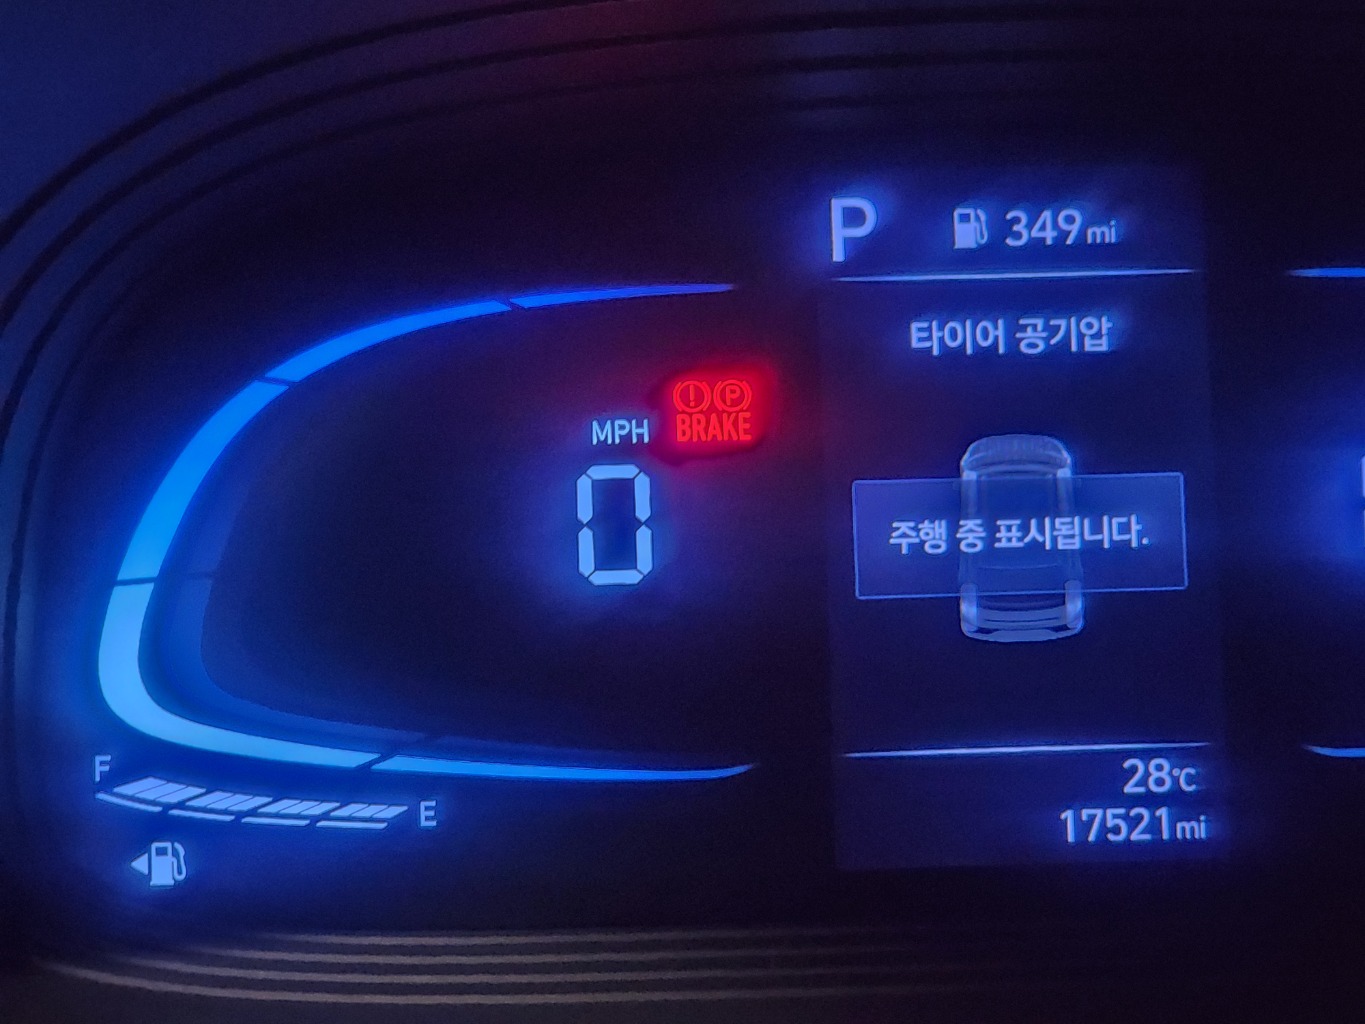 P 349mi
타이어 공기압
BRAKE
MPH
0
주행 중 표시됩니다.
F
E
28°C
17521mi